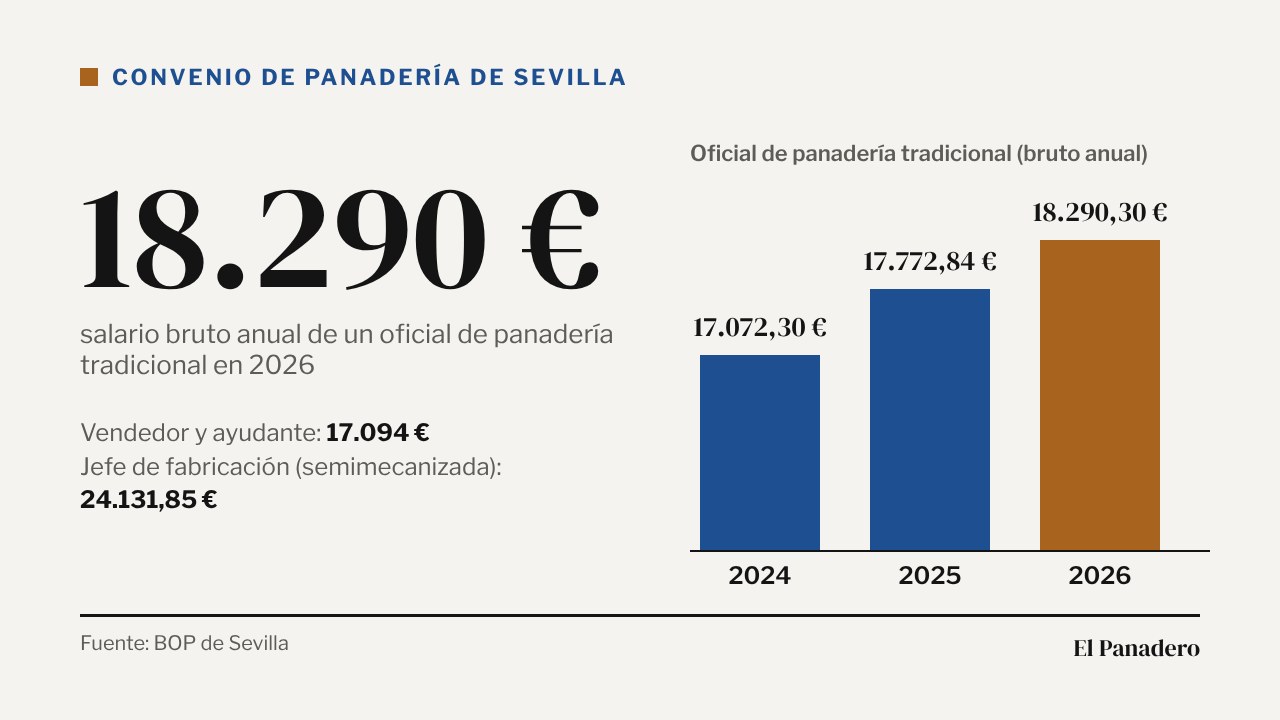 CONVENIO DE PANADERÍA DE SEVILLA
18.290 €
salario bruto anual de un oficial de panadería
tradicional en 2026
Vendedor y ayudante: 17.094 €
Jefe de fabricación (semimecanizada):
24.131,85 €
Oficial de panadería tradicional (bruto anual)
17.072,30 €
17.772,84 €
18.290,30 €
2024
2025
2026
Fuente: BOP de Sevilla
El Panadero